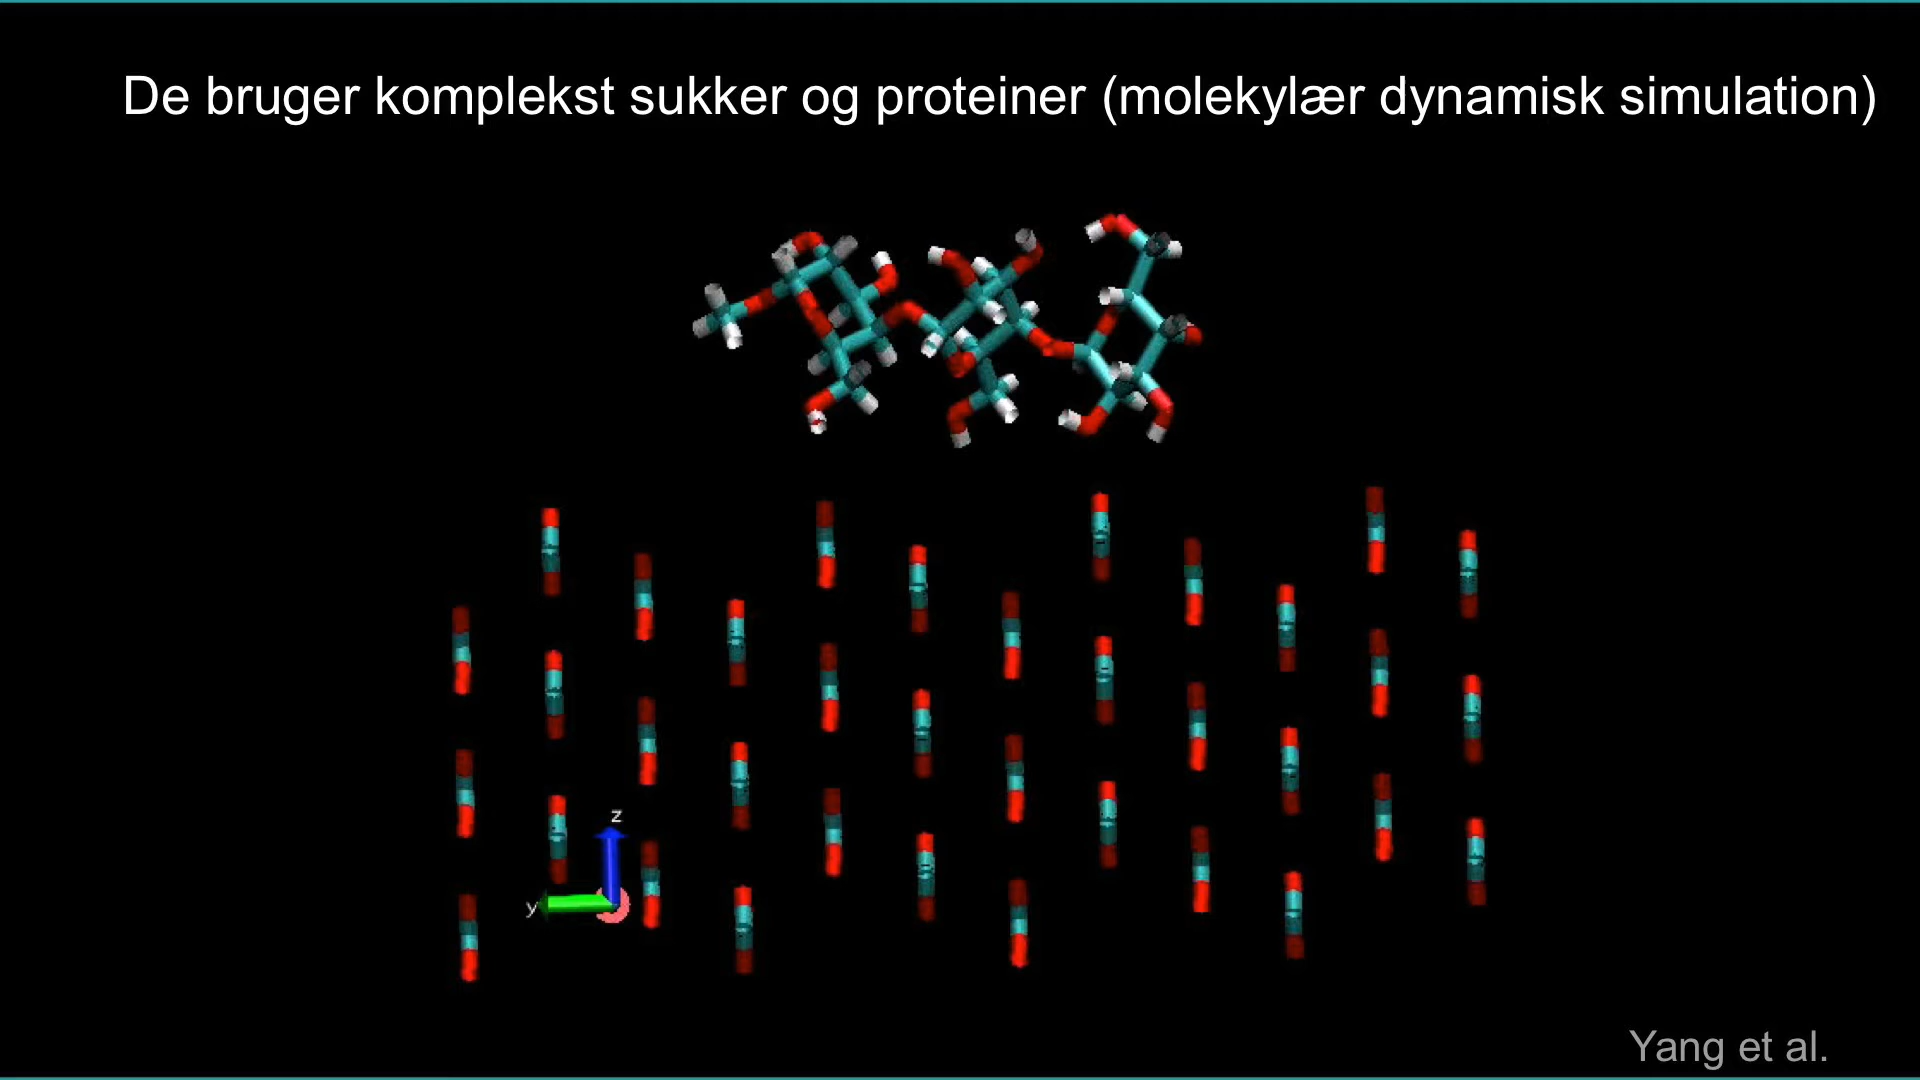 De bruger komplekst sukker og proteiner (molekylær dynamisk simulation)
z
y
Yang et al.